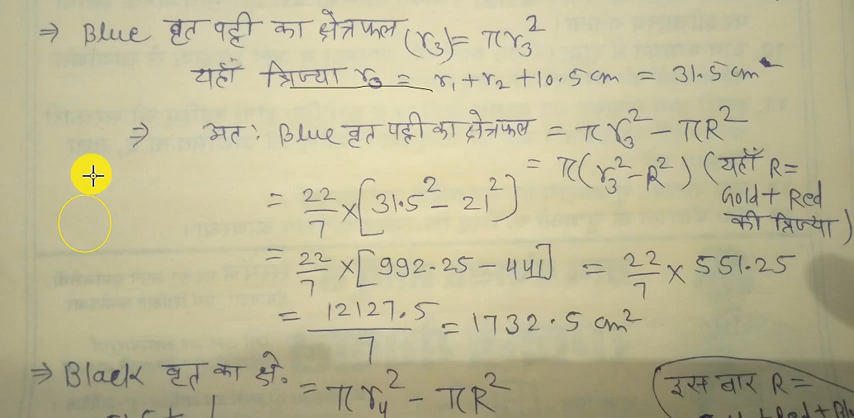 ⇒ Blue वृत पट्टी का क्षेत्रफल (r₃) = πr₃²
यहाँ त्रिज्या r₃ = r₁ + r₂ + 10.5 cm = 31.5 cm
⇒ अतः Blue वृत पट्टी का क्षेत्रफल = πr₃² - πR²
= π(r₃² - R²) (यहाँ R =
Gold + Red
की त्रिज्या)
= 22/7 × [31.5² - 21²]
= 22/7 × [992.25 - 441] = 22/7 × 551.25
= 12127.5/7 = 1732.5 cm²
⇒ Black वृत का क्षे. = πr₄² - πR²
इस बार R =